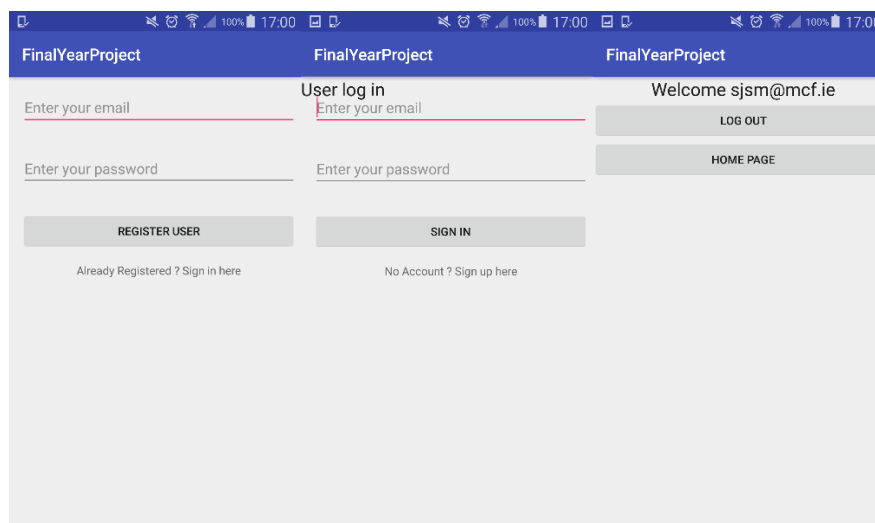 100% 17:00
FinalYearProject
Enter your email
Enter your password
REGISTER USER
Already Registered ? Sign in here
100% 17:00
FinalYearProject
User log in
Enter your email
Enter your password
SIGN IN
No Account ? Sign up here
100% 17:00
FinalYearProject
Welcome sjsm@mcf.ie
LOG OUT
HOME PAGE